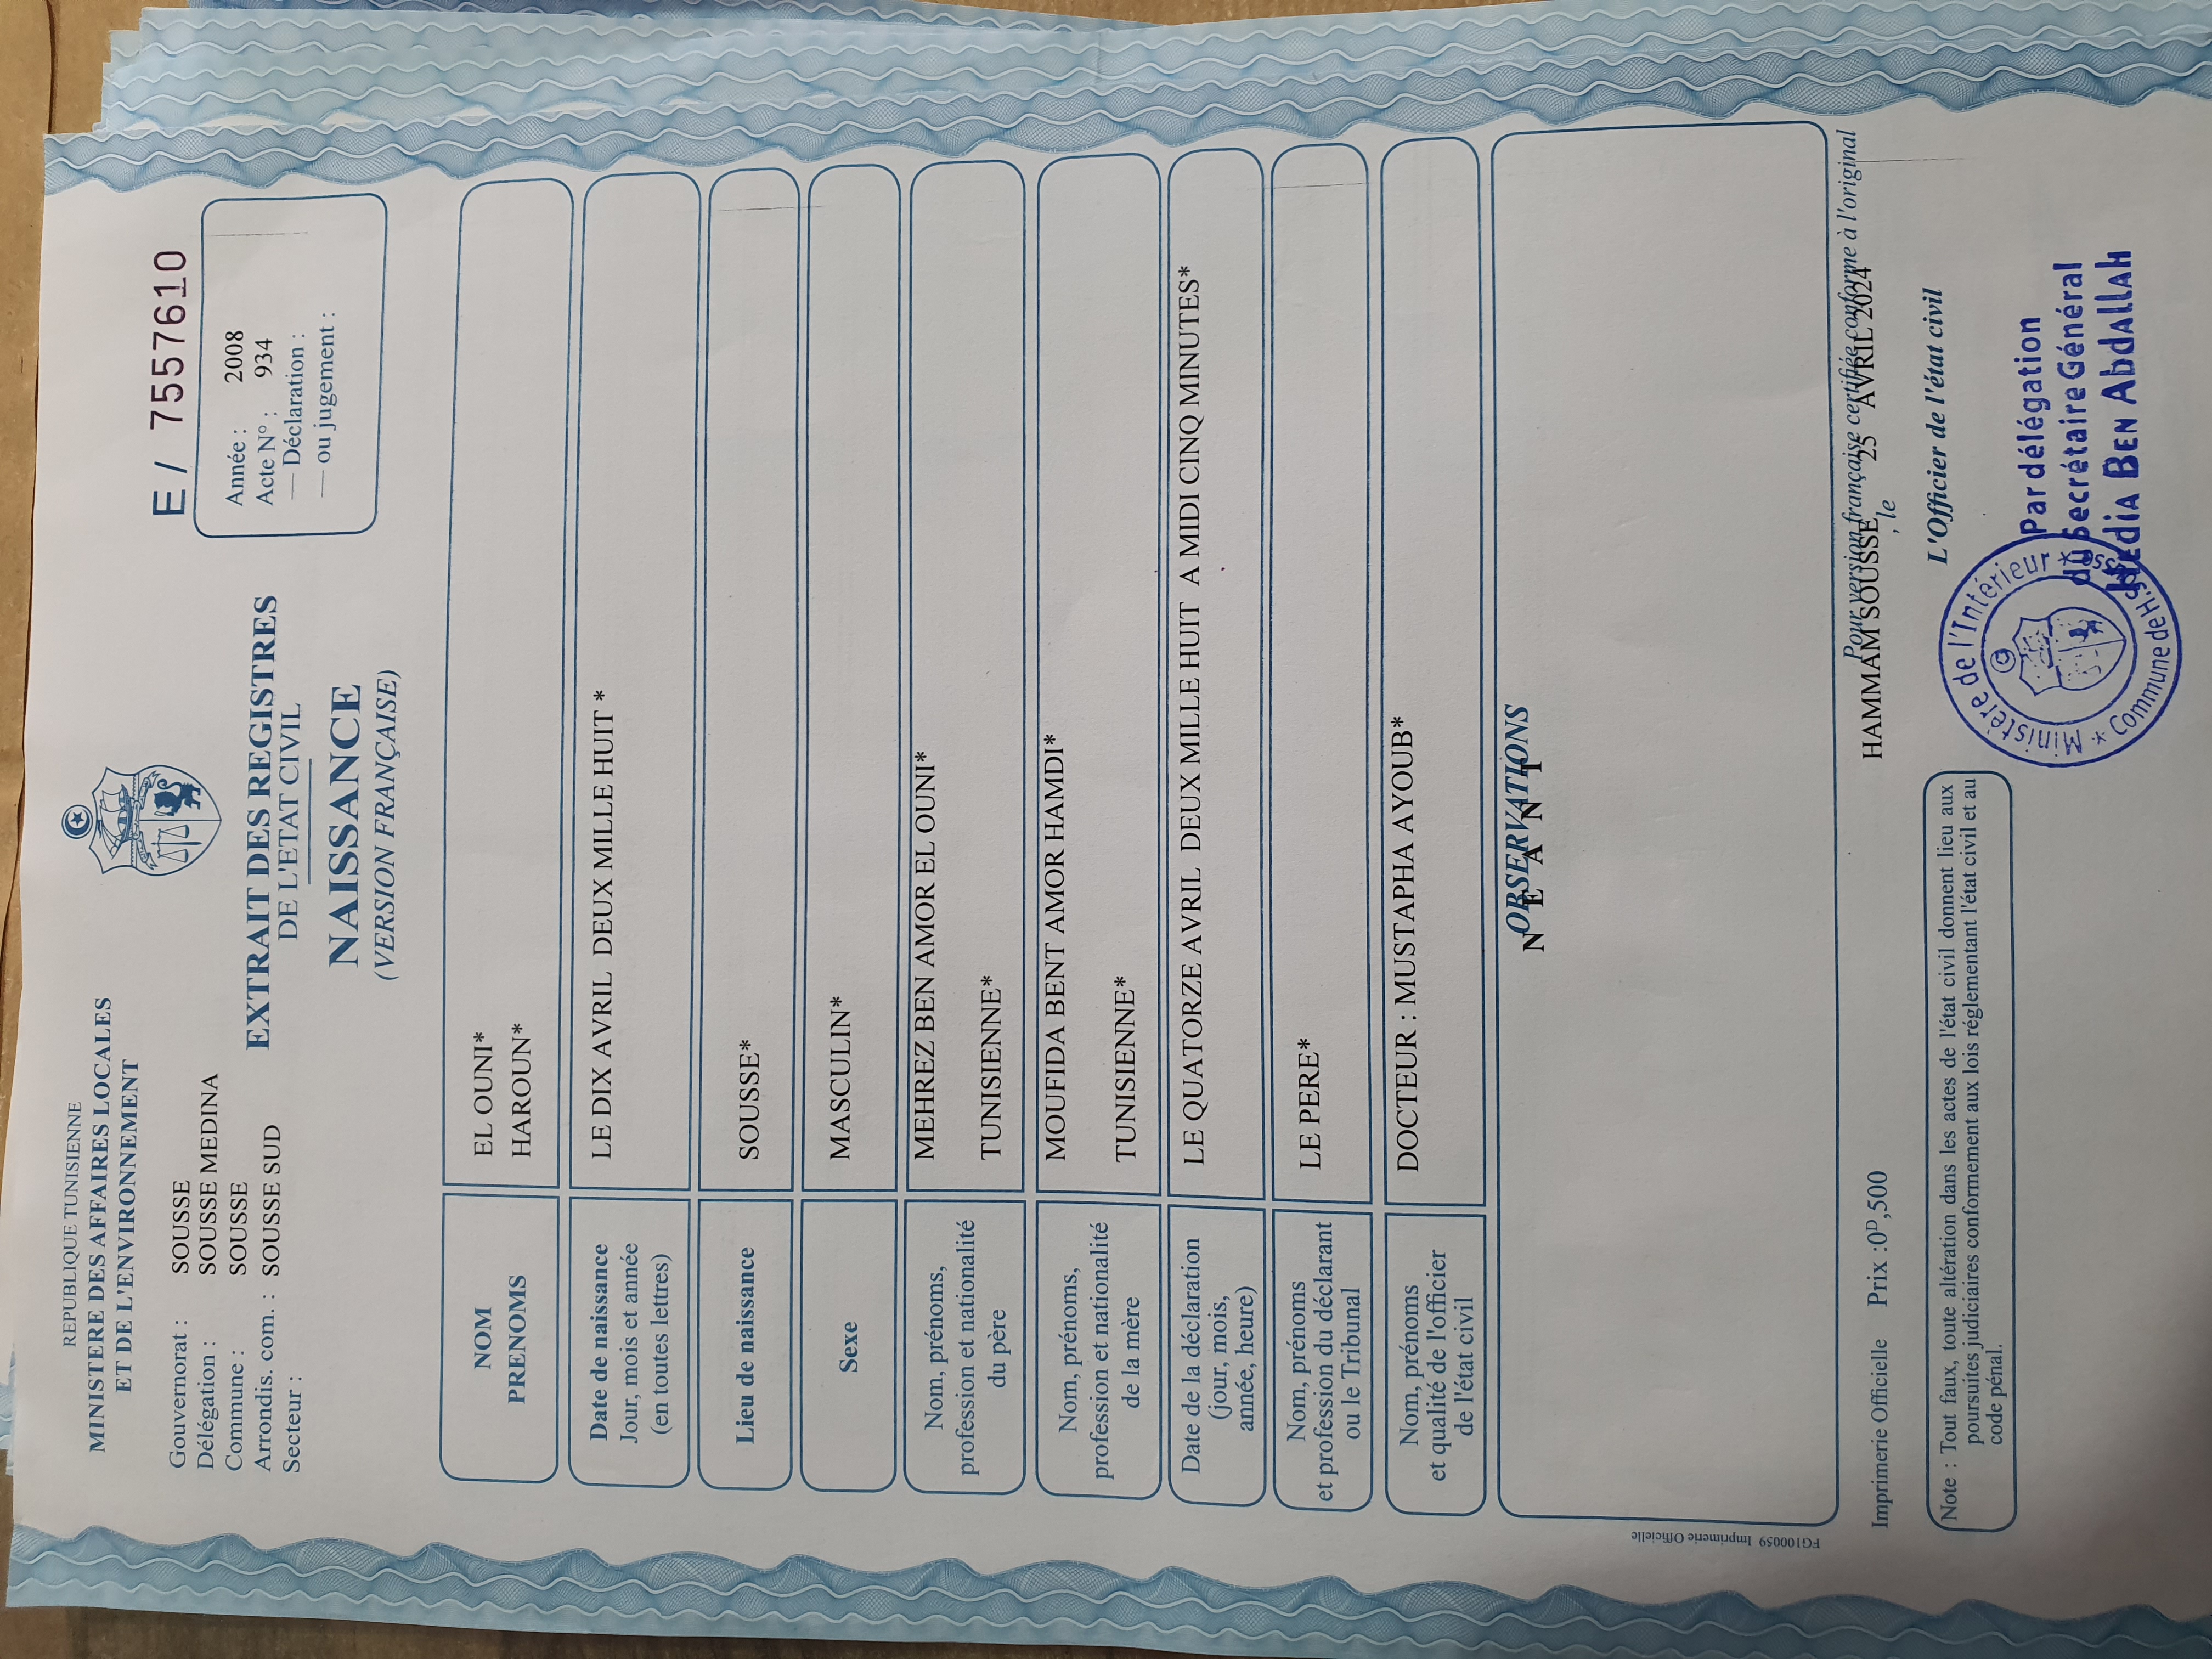 REPUBLIQUE TUNISIENNE
MINISTERE DES AFFAIRES LOCALES
ET DE L'ENVIRONNEMENT
E / 7557610
Gouvernorat : SOUSSE
Délégation : SOUSSE MEDINA
Commune : SOUSSE
Arrondis. com. : SOUSSE SUD
Secteur :
EXTRAIT DES REGISTRES
DE L'ETAT CIVIL
NAISSANCE
(VERSION FRANÇAISE)
Année : 2008
Acte N° : 934
— Déclaration :
— ou jugement :
NOM
PRENOMS
EL OUNI*
HAROUN*
Date de naissance
Jour, mois et année
(en toutes lettres)
LE DIX AVRIL DEUX MILLE HUIT *
Lieu de naissance
SOUSSE*
Sexe
MASCULIN*
Nom, prénoms,
profession et nationalité
du père
MEHREZ BEN AMOR EL OUNI*
TUNISIENNE*
Nom, prénoms,
profession et nationalité
de la mère
MOUFIDA BENT AMOR HAMDI*
TUNISIENNE*
Date de la déclaration
(jour, mois,
année, heure)
LE QUATORZE AVRIL DEUX MILLE HUIT A MIDI CINQ MINUTES*
Nom, prénoms
et profession du déclarant
ou le Tribunal
LE PERE*
Nom, prénoms
et qualité de l'officier
de l'état civil
DOCTEUR : MUSTAPHA AYOUB*
OBSERVATIONS
N E A N T
FG100059 Imprimerie Officielle
Imprimerie Officielle Prix :0D,500
Pour version française certifiée conforme à l'original
HAMMAM SOUSSE , le 25 AVRIL 2024
L'Officier de l'état civil
Note : Tout faux, toute altération dans les actes de l'état civil donnent lieu aux
poursuites judiciaires conformement aux lois réglementant l'état civil et au
code pénal.
* Ministère de l'Intérieur *
Commune de H.Sousse
Par délégation
du Secrétaire Général
BEN AbdAllAH